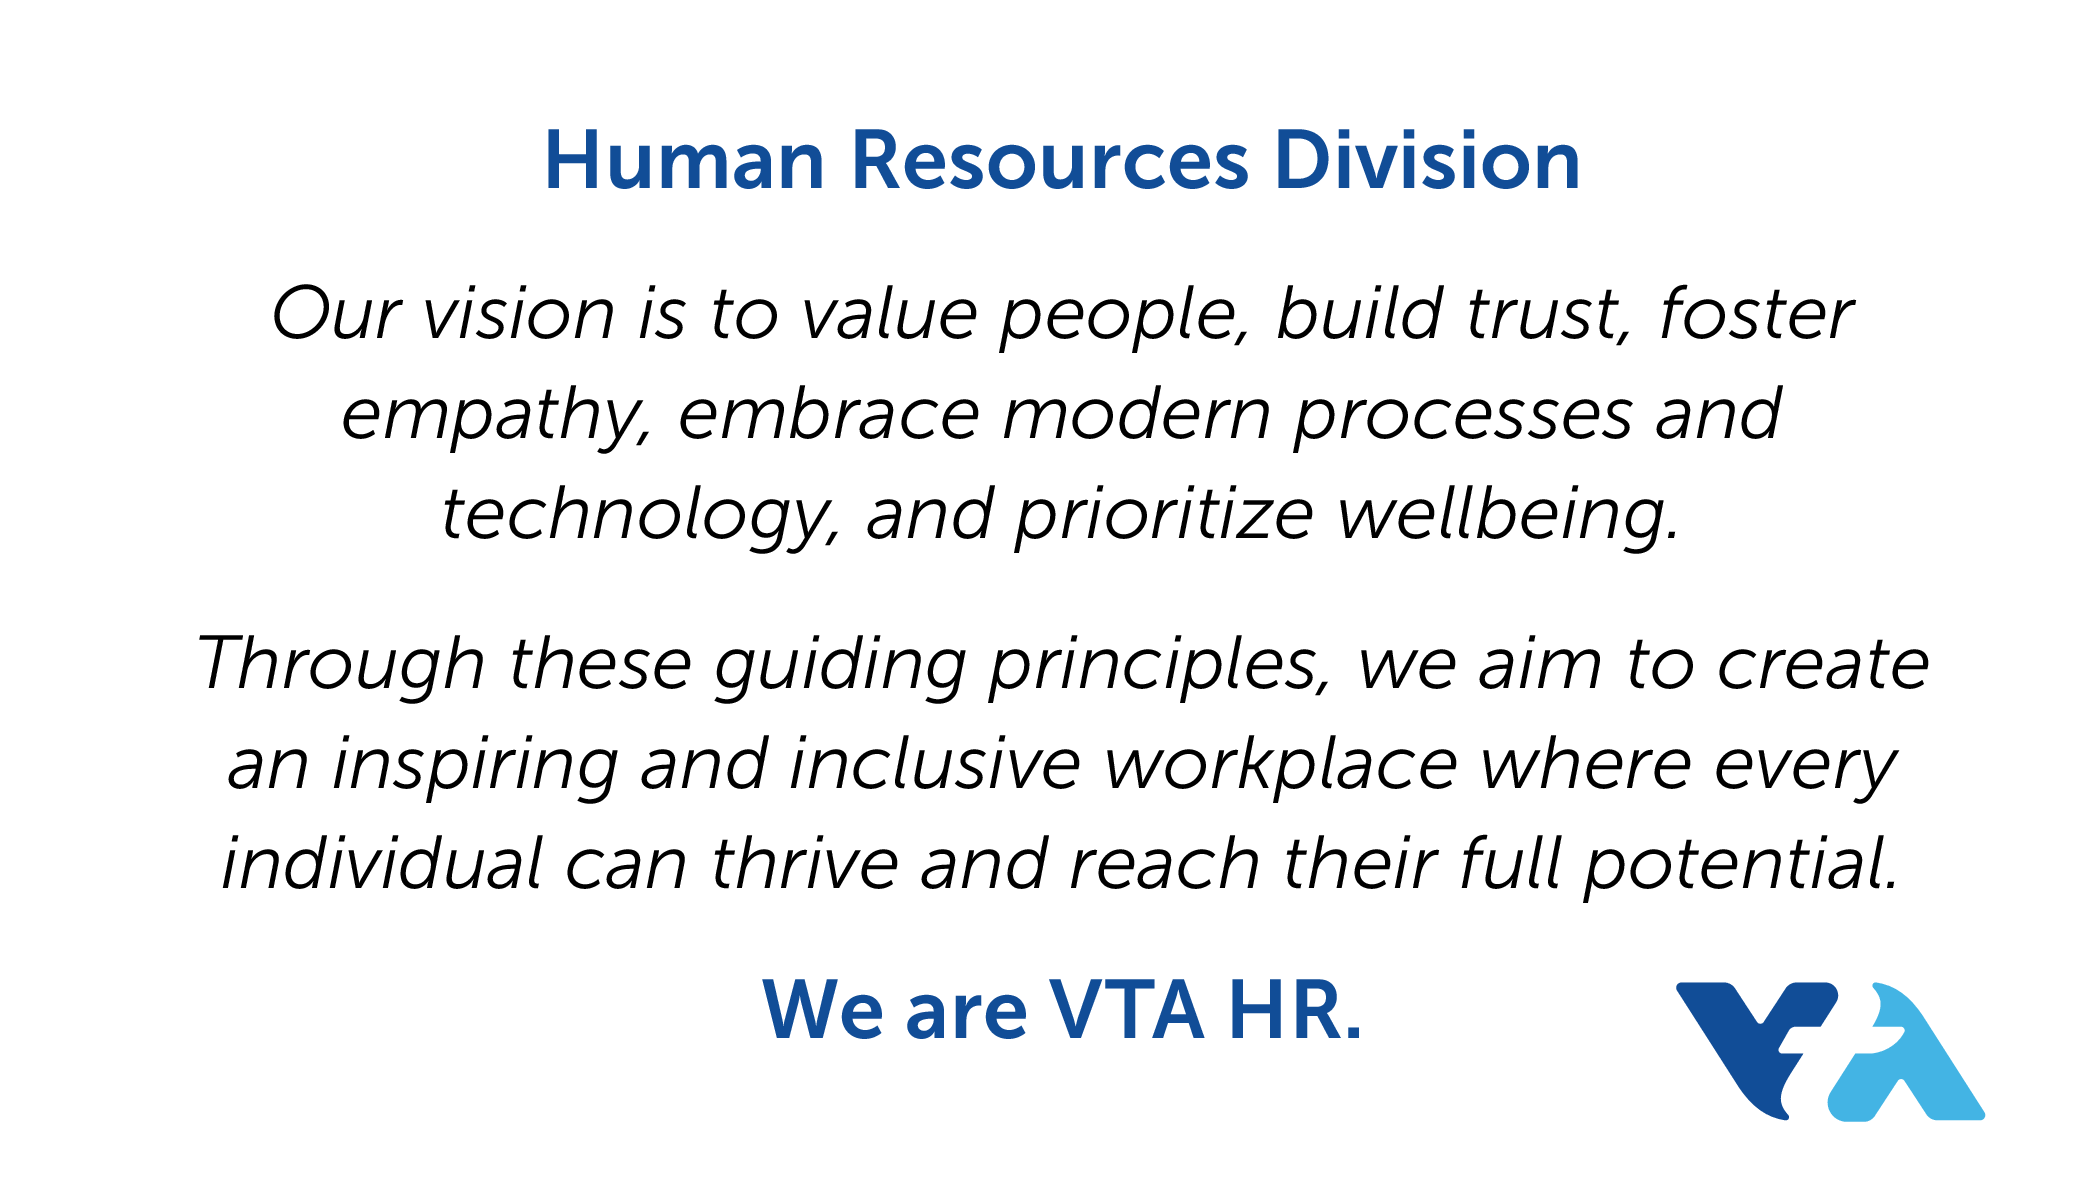 Human Resources Division
Our vision is to value people, build trust, foster
empathy, embrace modern processes and
technology, and prioritize wellbeing.
Through these guiding principles, we aim to create
an inspiring and inclusive workplace where every
individual can thrive and reach their full potential.
We are VTA HR.
VTA